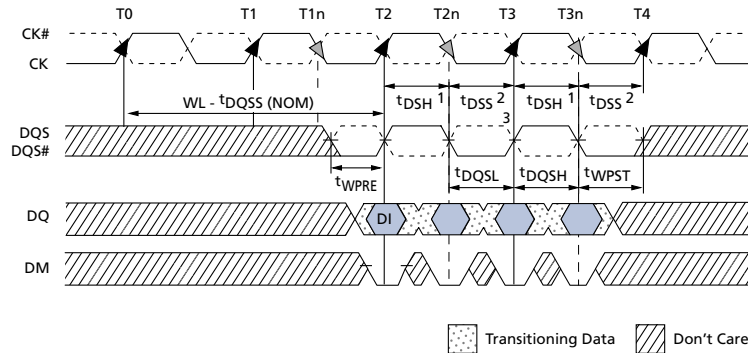 T0 T1 T1n T2 T2n T3 T3n T4
CK#
CK
tDSH 1 tDSS 2 tDSH 1 tDSS 2
WL - tDQSS (NOM)
3
DQS
DQS#
tWPRE tDQSL tDQSH tWPST
DQ DI
DM
Transitioning Data Don't Care